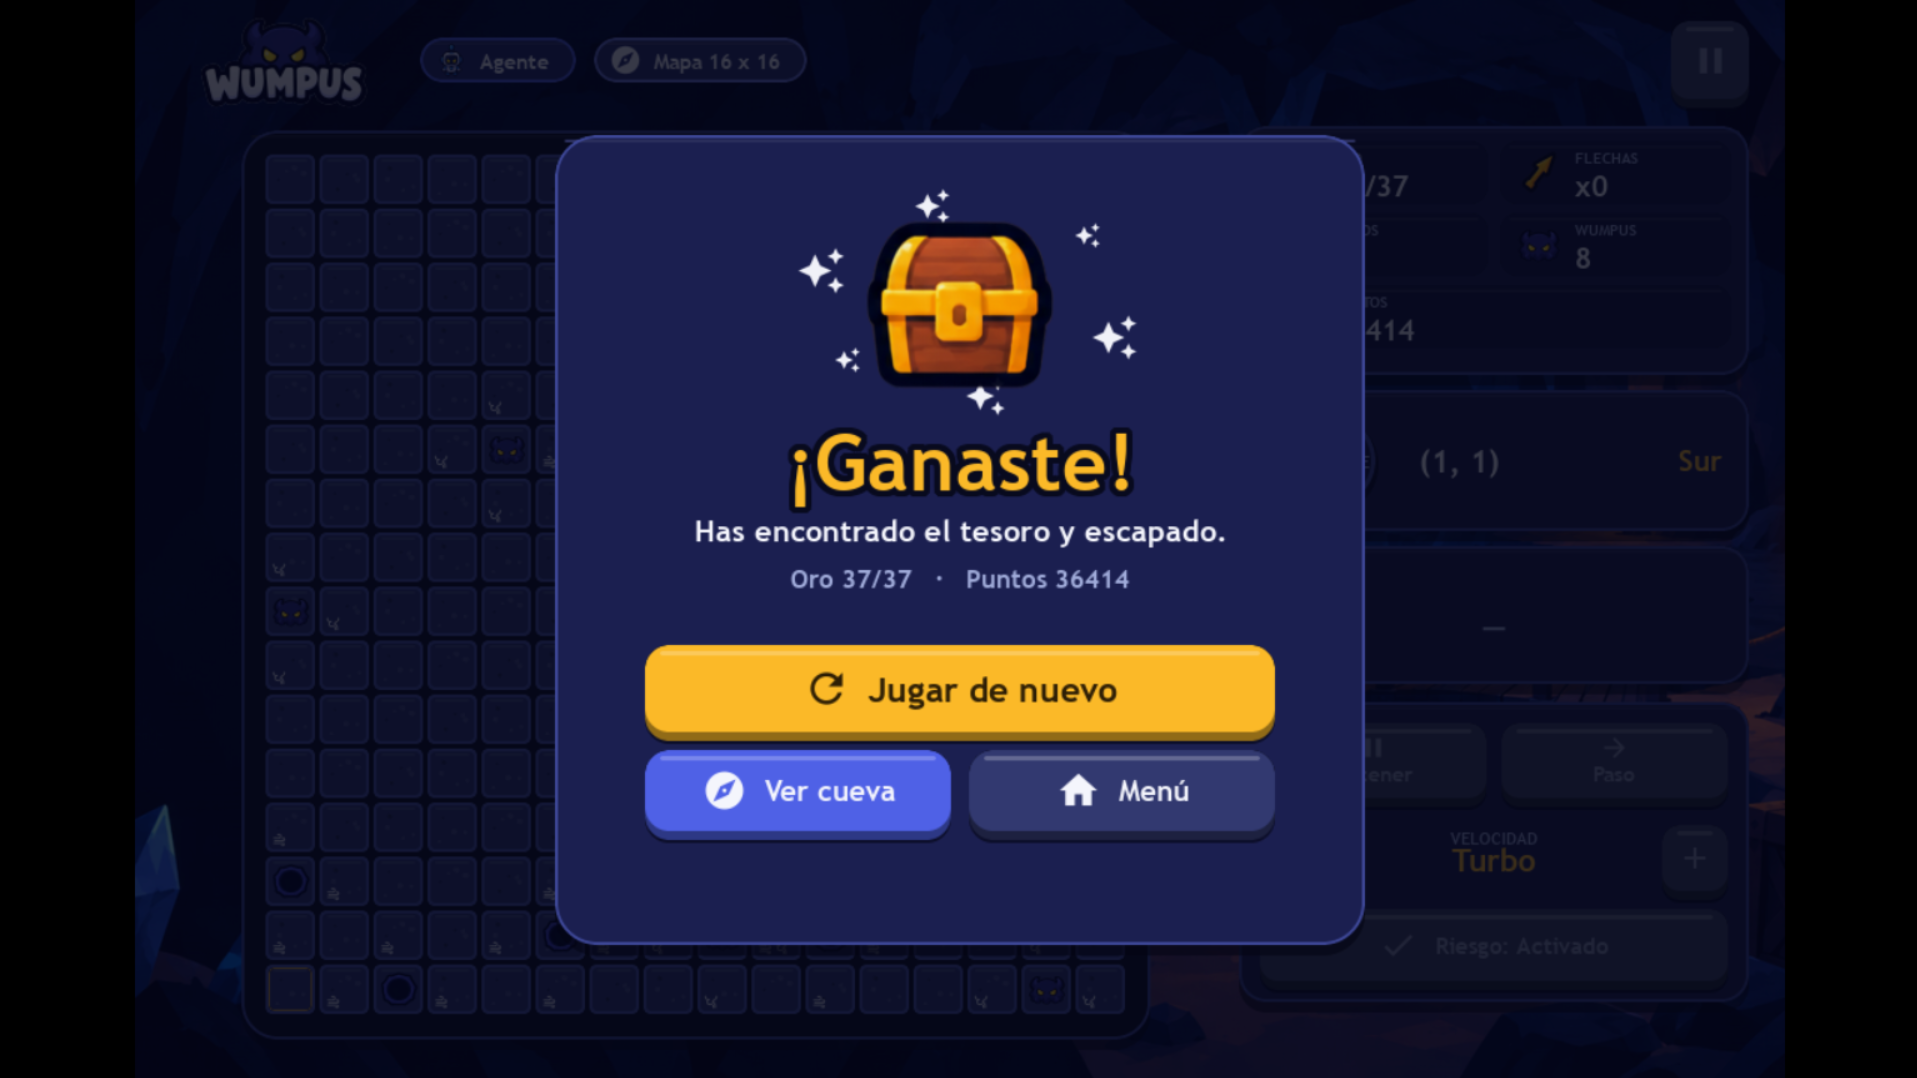 WUMPUS
Agente
Mapa 16 x 16
/37
FLECHAS
x0
WUMPUS
8
414
¡Ganaste!
Has encontrado el tesoro y escapado.
Oro 37/37 · Puntos 36414
(1, 1)
Sur
—
Jugar de nuevo
Ver cueva
Menú
Paso
VELOCIDAD
Turbo
+
Riesgo: Activado